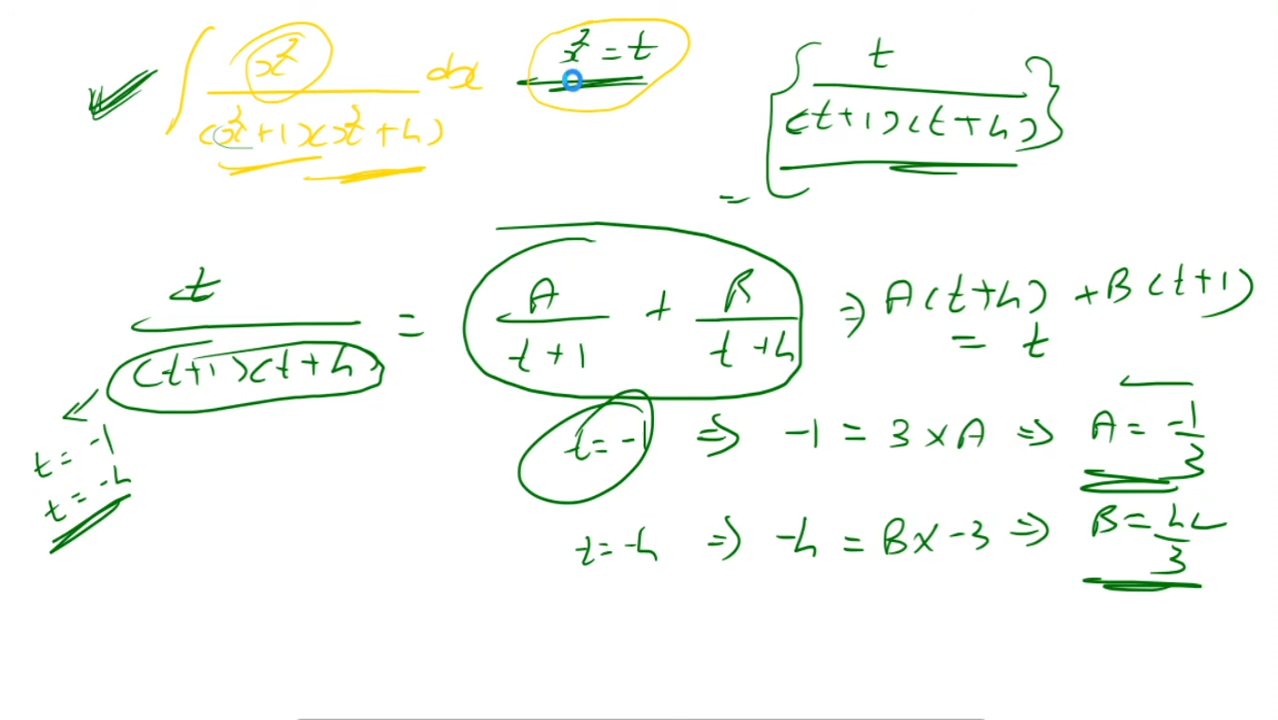 ∫ x² / ((x²+1)(x²+4)) dx    x² = t    { t / ((t+1)(t+4)) }
=
t / ((t+1)(t+4)) = A / (t+1) + B / (t+4) ⇒ A(t+4) + B(t+1)
= t
t = -1
t = -4
t = -1 ⇒ -1 = 3 × A ⇒ A = -1/3
t = -4 ⇒ -4 = B × -3 ⇒ B = 4/3